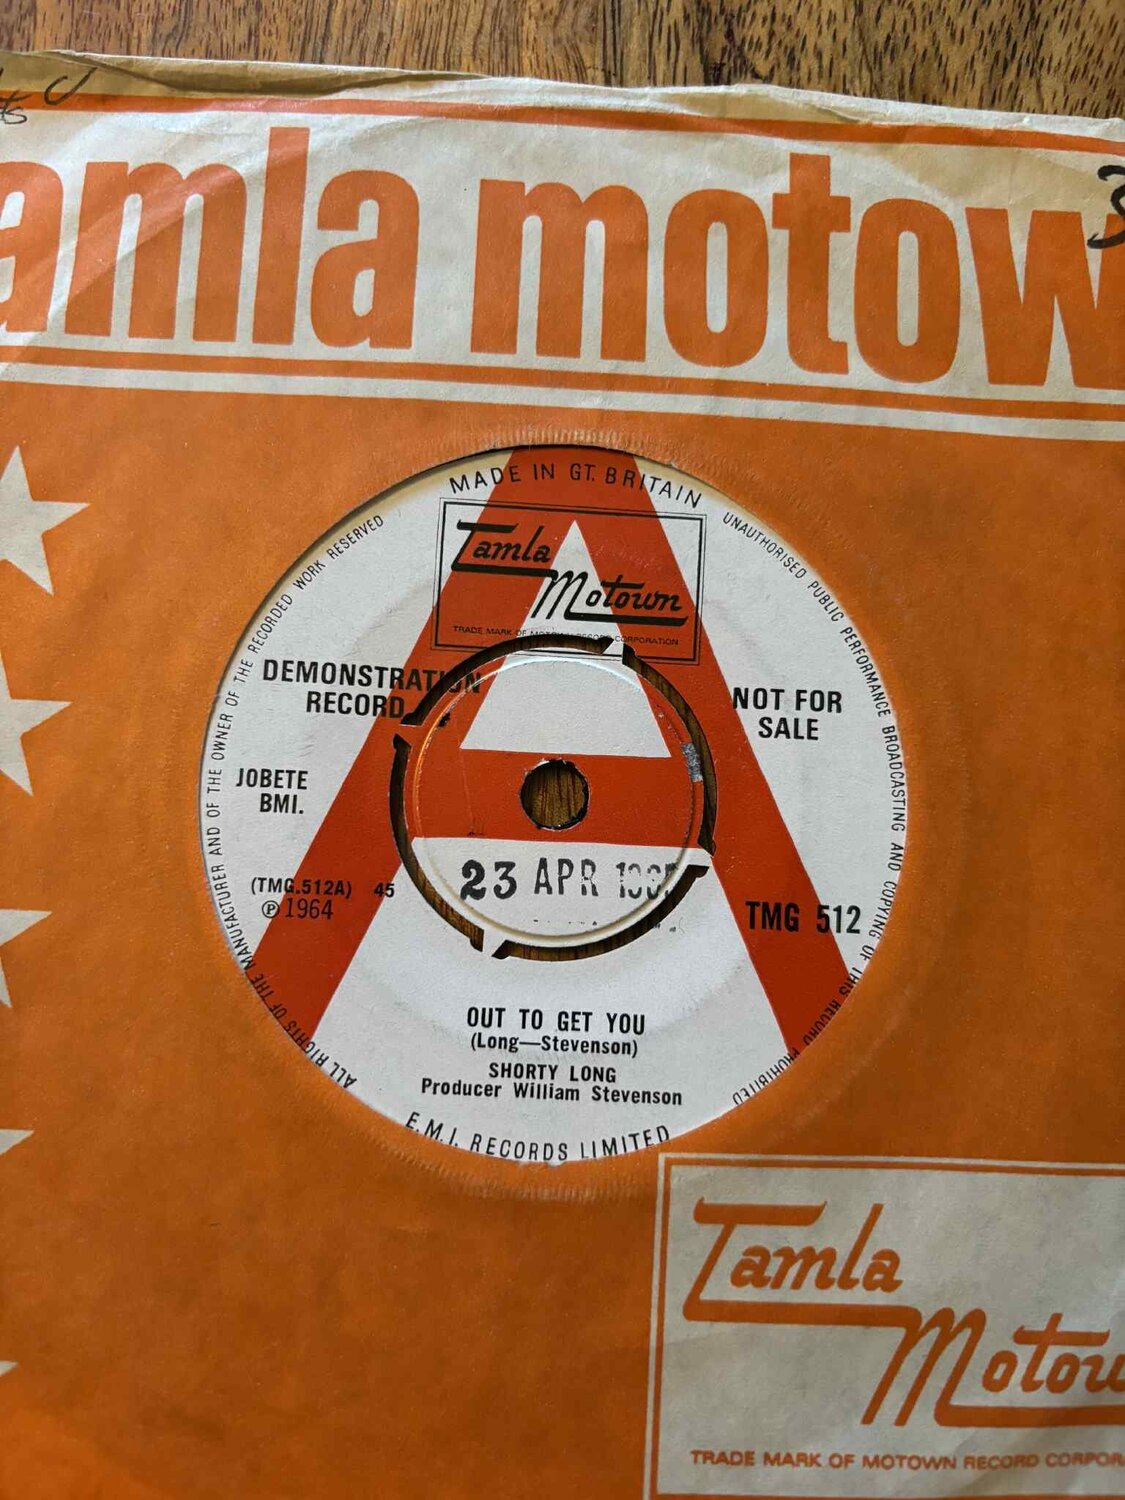 amla motow
3
MADE IN GT. BRITAIN
Tamla
Motown
TRADE MARK OF MOTOWN RECORD CORPORATION
ALL RIGHTS OF THE MANUFACTURER AND OF THE OWNER OF THE RECORDED WORK RESERVED
UNAUTHORISED PUBLIC PERFORMANCE BROADCASTING AND COPYING OF THIS RECORD PROHIBITED
DEMONSTRATION
RECORD
NOT FOR
SALE
JOBETE
BMI.
(TMG.512A) 45
℗ 1964
23 APR
TMG 512
OUT TO GET YOU
(Long—Stevenson)
SHORTY LONG
Producer William Stevenson
E.M.I. RECORDS LIMITED
Tamla
Motow
TRADE MARK OF MOTOWN RECORD CORPOR